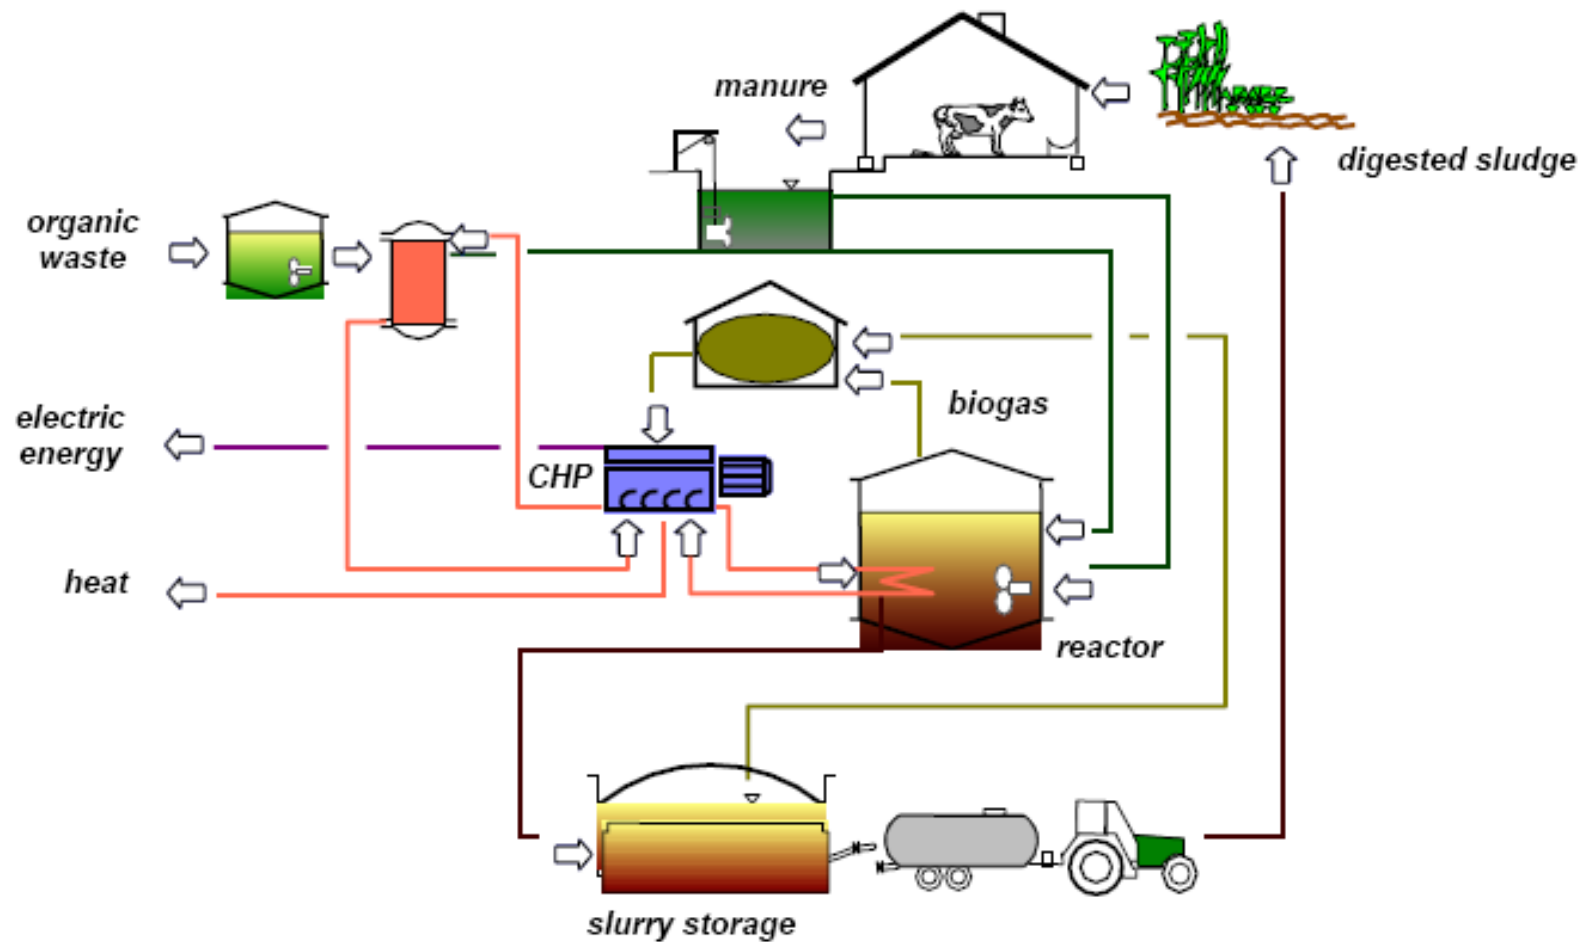 manure
digested sludge
organic
waste
biogas
electric
energy
CHP
heat
reactor
slurry storage